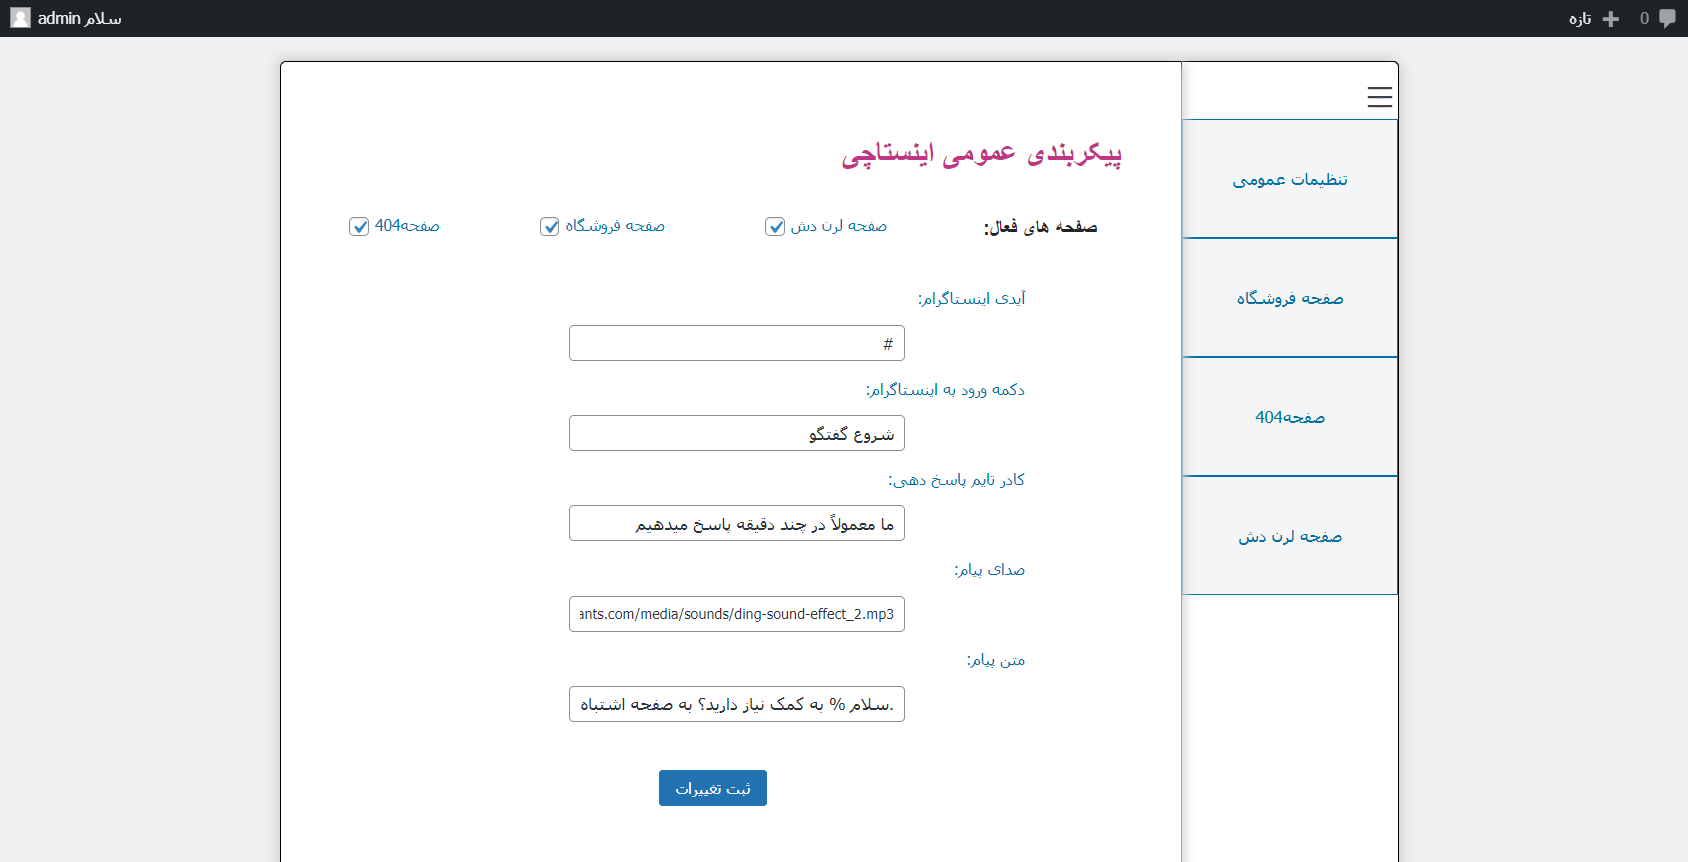 0 تازه
سلام admin
تنظیمات عمومی
صفحه فروشگاه
صفحه404
صفحه لرن دش
پیکربندی عمومی اینستاچی
صفحه های فعال: صفحه لرن دش صفحه فروشگاه صفحه404
آیدی اینستاگرام:
#
دکمه ورود به اینستاگرام:
شروع گفتگو
کادر تایم پاسخ دهی:
ما معمولاً در چند دقیقه پاسخ میدهیم
صدای پیام:
ants.com/media/sounds/ding-sound-effect_2.mp3
متن پیام:
.سلام % به کمک نیاز دارید؟ به صفحه اشتباه
ثبت تغییرات